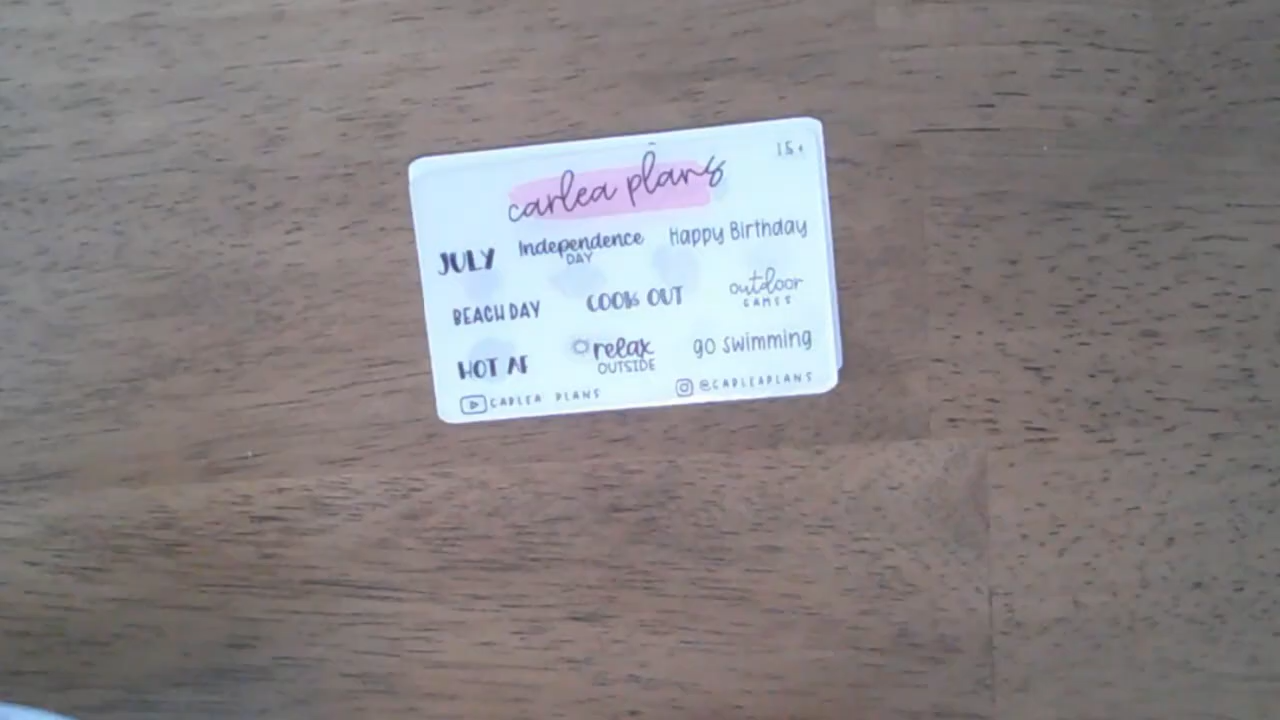 15+
carlea plans
JULY Independence DAY Happy Birthday
BEACH DAY COOK OUT outdoor GAMES
HOT AF relax OUTSIDE go swimming
CARLEA PLANS @CARLEAPLANS